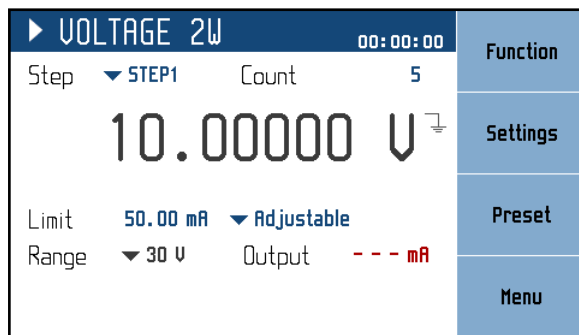 VOLTAGE 2W 00:00:00
Step STEP1 Count 5
10.00000 V
Limit 50.00 mA Adjustable
Range 30 V Output - - - mA
Function
Settings
Preset
Menu